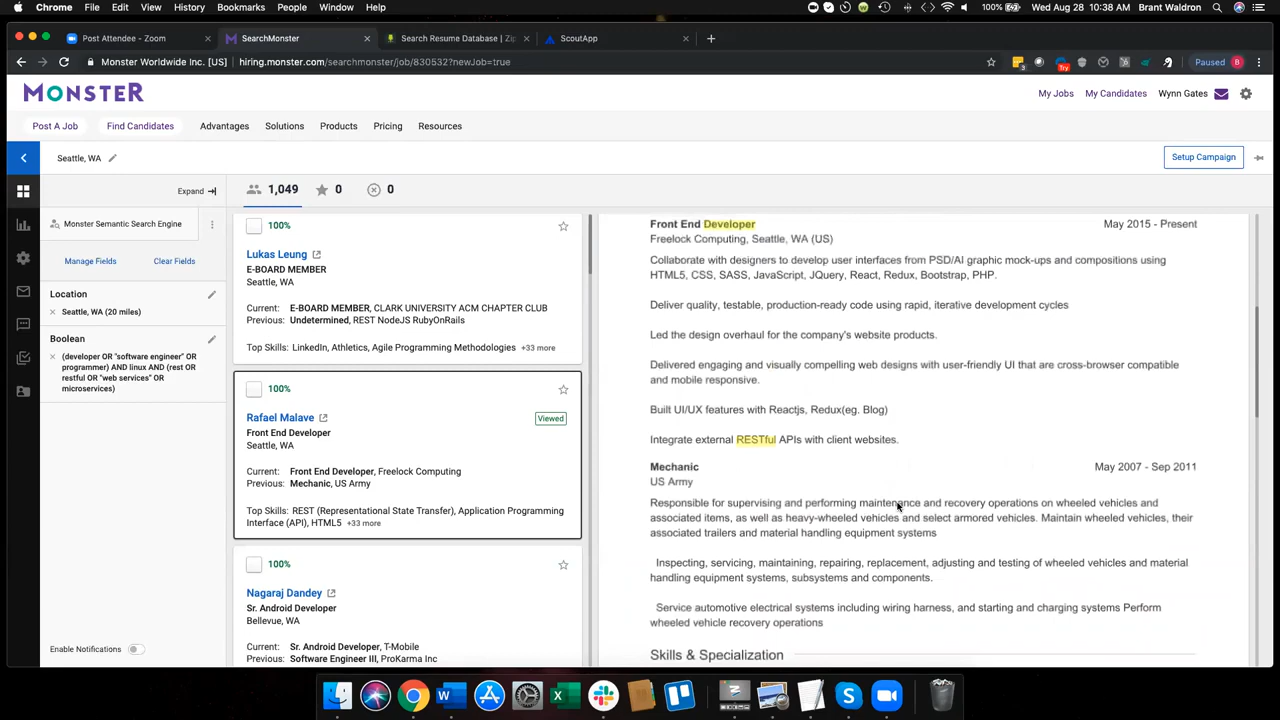 Chrome File Edit View History Bookmarks People Window Help
100% Wed Aug 28 10:38 AM Brant Waldron
Post Attendee - Zoom
SearchMonster
Search Resume Database | Zip
ScoutApp
Monster Worldwide Inc. [US] hiring.monster.com/searchmonster/job/830532?newJob=true
Try
Paused B
MONSTER
My Jobs My Candidates Wynn Gates
Post A Job Find Candidates Advantages Solutions Products Pricing Resources
Seattle, WA
Setup Campaign
Expand
1,049 0 0
Monster Semantic Search Engine
Manage Fields Clear Fields
Location
Seattle, WA (20 miles)
Boolean
(developer OR "software engineer" OR
programmer) AND linux AND (rest OR
restful OR "web services" OR
microservices)
Enable Notifications
100%
Lukas Leung
E-BOARD MEMBER
Seattle, WA
Current: E-BOARD MEMBER, CLARK UNIVERSITY ACM CHAPTER CLUB
Previous: Undetermined, REST NodeJS RubyOnRails
Top Skills: LinkedIn, Athletics, Agile Programming Methodologies +33 more
100%
Rafael Malave
Viewed
Front End Developer
Seattle, WA
Current: Front End Developer, Freelock Computing
Previous: Mechanic, US Army
Top Skills: REST (Representational State Transfer), Application Programming
Interface (API), HTML5 +33 more
100%
Nagaraj Dandey
Sr. Android Developer
Bellevue, WA
Current: Sr. Android Developer, T-Mobile
Previous: Software Engineer III, ProKarma Inc
Front End Developer May 2015 - Present
Freelock Computing, Seattle, WA (US)
Collaborate with designers to develop user interfaces from PSD/AI graphic mock-ups and compositions using
HTML5, CSS, SASS, JavaScript, JQuery, React, Redux, Bootstrap, PHP.
Deliver quality, testable, production-ready code using rapid, iterative development cycles
Led the design overhaul for the company's website products.
Delivered engaging and visually compelling web designs with user-friendly UI that are cross-browser compatible
and mobile responsive.
Built UI/UX features with Reactjs, Redux(eg. Blog)
Integrate external RESTful APIs with client websites.
Mechanic May 2007 - Sep 2011
US Army
Responsible for supervising and performing maintenance and recovery operations on wheeled vehicles and
associated items, as well as heavy-wheeled vehicles and select armored vehicles. Maintain wheeled vehicles, their
associated trailers and material handling equipment systems
Inspecting, servicing, maintaining, repairing, replacement, adjusting and testing of wheeled vehicles and material
handling equipment systems, subsystems and components.
Service automotive electrical systems including wiring harness, and starting and charging systems Perform
wheeled vehicle recovery operations
Skills & Specialization